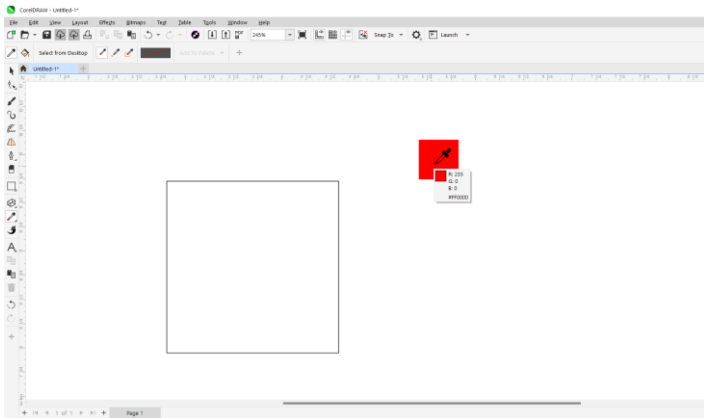 CorelDRAW - Untitled-1*
File Edit View Layout Effects Bitmaps Text Table Tools Window Help
PDF 245% Snap To Launch
Select from Desktop Add to Palette
Untitled-1*
R: 255
G: 0
B: 0
#FF0000
1 of 1 Page 1